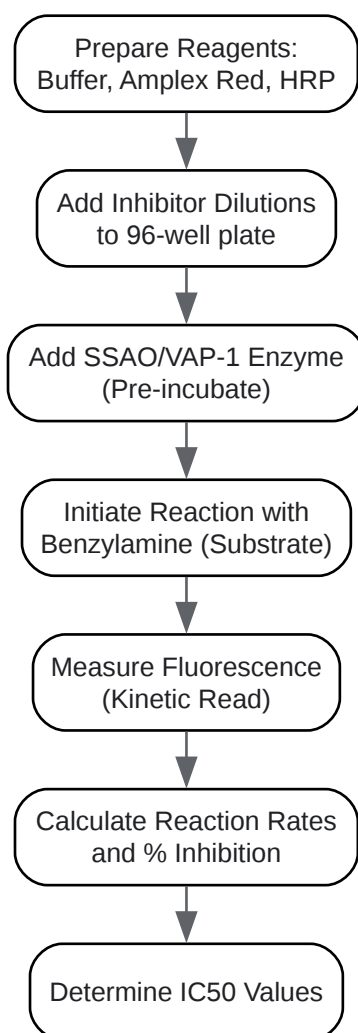 Prepare Reagents:
Buffer, Amplex Red, HRP
Add Inhibitor Dilutions
to 96-well plate
Add SSAO/VAP-1 Enzyme
(Pre-incubate)
Initiate Reaction with
Benzylamine (Substrate)
Measure Fluorescence
(Kinetic Read)
Calculate Reaction Rates
and % Inhibition
Determine IC50 Values